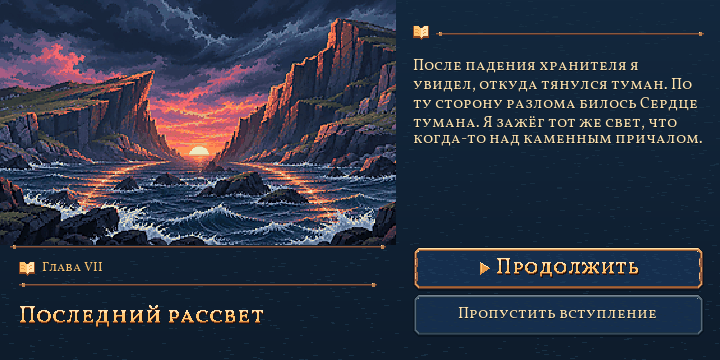 После падения хранителя я
увидел, откуда тянулся туман. По
ту сторону разлома билось Сердце
тумана. Я зажёг тот же свет, что
когда-то над каменным причалом.
Глава VII
Последний рассвет
Продолжить
Пропустить вступление